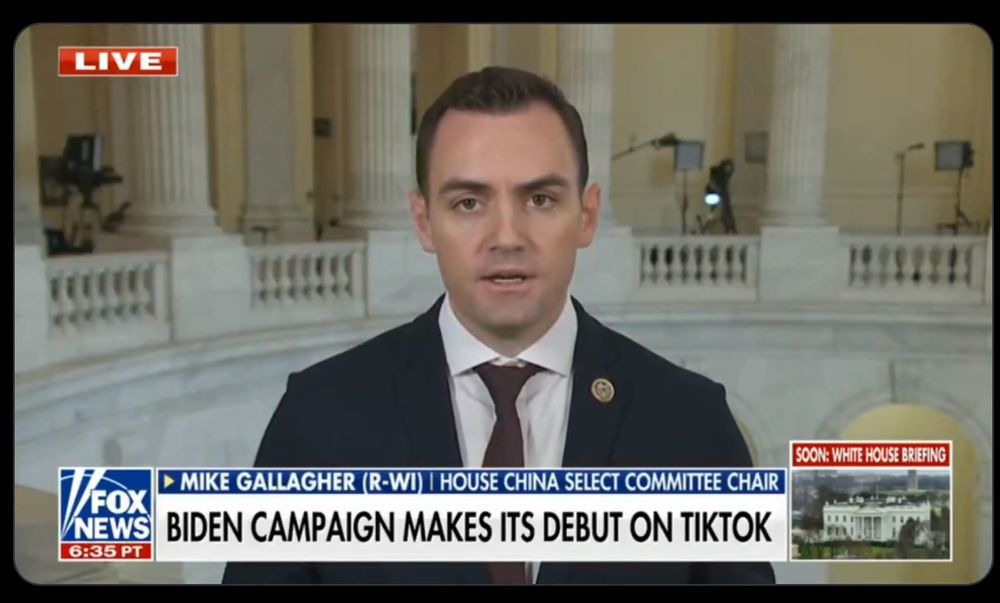 LIVE
SOON: WHITE HOUSE BRIEFING
MIKE GALLAGHER (R-WI) | HOUSE CHINA SELECT COMMITTEE CHAIR
FOX
NEWS
6:35 PT
BIDEN CAMPAIGN MAKES ITS DEBUT ON TIKTOK